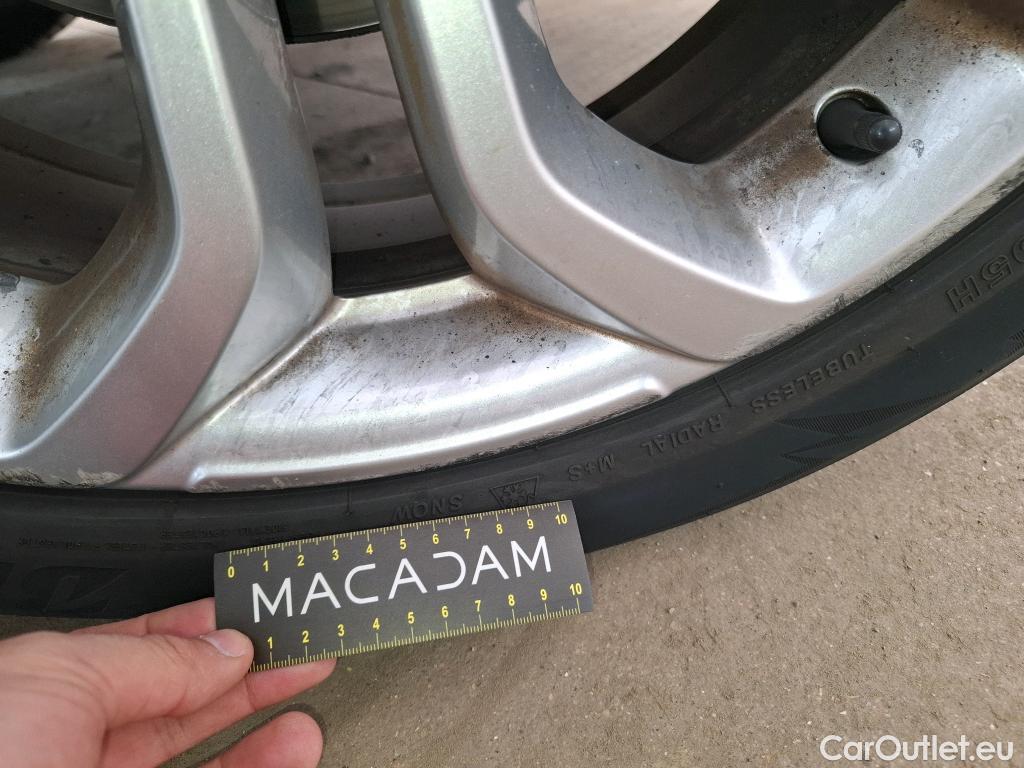 05H
TUBELESS
RADIAL M+S
SNOW
0 1 2 3 4 5 6 7 8 9 10
MACADAM
1 2 3 4 5 6 7 8 9 10
CarOutlet.eu